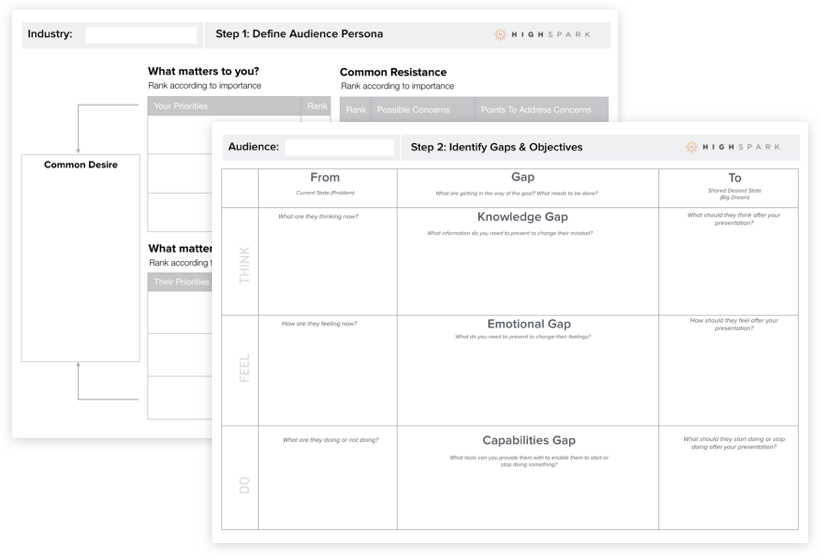 Industry:
Step 1: Define Audience Persona
HIGHSPARK
What matters to you?
Rank according to importance
Your Priorities
Rank
Common Resistance
Rank according to importance
Rank
Possible Concerns
Points To Address Concerns
Common Desire
What matter
Rank according t
Their Priorities
Audience:
Step 2: Identify Gaps & Objectives
HIGHSPARK
From
Current State (Problem)
Gap
What are getting in the way of the goal? What needs to be done?
To
Shared Desired State
(Big Dream)
THINK
What are they thinking now?
Knowledge Gap
What information do you need to present to change their mindset?
What should they think after your
presentation?
FEEL
How are they feeling now?
Emotional Gap
What do you need to present to change their feelings?
How should they feel after your
presentation?
DO
What are they doing or not doing?
Capabilities Gap
What tools can you provide them with to enable them to start or
stop doing something?
What should they start doing or stop
doing after your presentation?